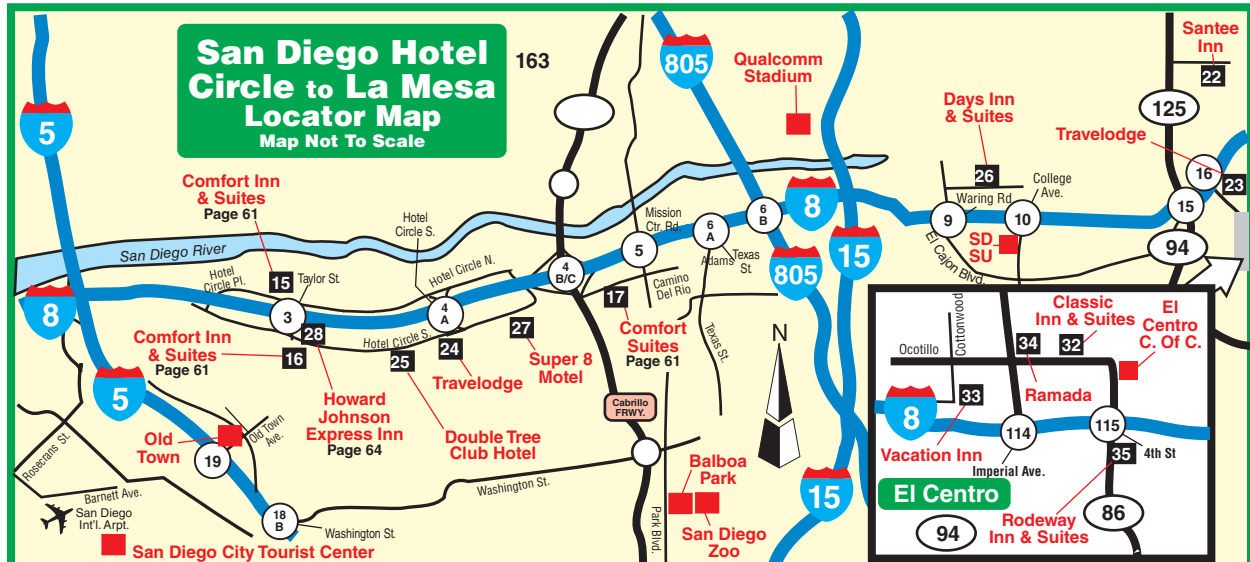 San Diego Hotel
Circle to La Mesa
Locator Map
Map Not To Scale
163
5
805
Qualcomm
Stadium
Santee
Inn
22
125
Days Inn
& Suites
26
Travelodge
16
23
Comfort Inn
& Suites
Page 61
15
Hotel
Circle S.
Mission
Ctr. Rd.
6
B
8
9
Waring Rd
College
Ave.
10
15
San Diego River
Hotel
Circle Pl.
Taylor St.
Hotel Circle N.
4
B/C
5
6
A
Adams
Texas
St.
805
15
SD
SU
El Cajon Blvd.
94
8
3
4
A
Camino
Del Rio
17
28
Hotel Circle S.
27
Comfort
Suites
Page 61
Comfort Inn
& Suites
Page 61
16
25
24
Travelodge
Super 8
Motel
Texas St.
N
5
Howard
Johnson
Express Inn
Page 64
Double Tree
Club Hotel
Cabrillo
FRWY.
Old
Town
Old Town
Ave.
19
Rosecrans St.
Barnett Ave.
San Diego
Int'l. Arpt.
18
B
Washington St.
Washington St.
San Diego City Tourist Center
Park Blvd.
Balboa
Park
San Diego
Zoo
15
Ocotillo
Cottonwood
34
Classic
Inn & Suites
32
El
Centro
C. Of C.
Ramada
33
8
Vacation Inn
114
Imperial Ave.
115
4th St
35
El Centro
94
Rodeway
Inn & Suites
86